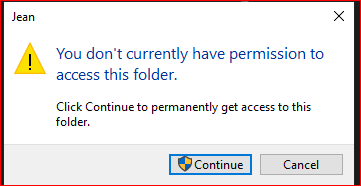 Jean
You don't currently have permission to
access this folder.
Click Continue to permanently get access to this
folder.
Continue
Cancel